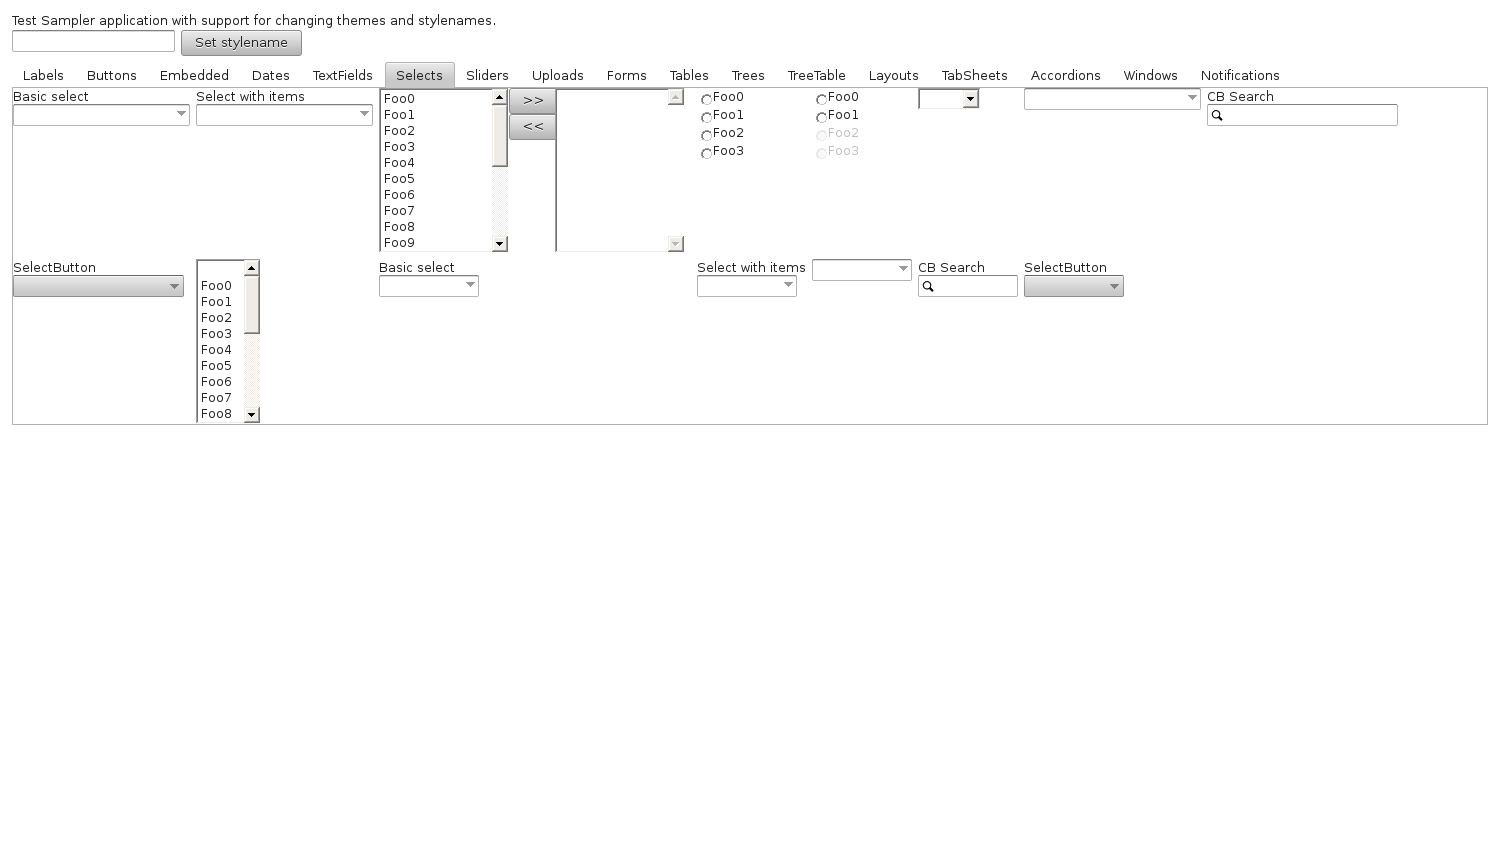 Test Sampler application with support for changing themes and stylenames.
Set stylename
Labels Buttons Embedded Dates TextFields Selects Sliders Uploads Forms Tables Trees TreeTable Layouts TabSheets Accordions Windows Notifications
Basic select
Select with items
Foo0
Foo1
Foo2
Foo3
Foo4
Foo5
Foo6
Foo7
Foo8
Foo9
>>
<<
Foo0
Foo1
Foo2
Foo3
Foo0
Foo1
Foo2
Foo3
CB Search
SelectButton
Foo0
Foo1
Foo2
Foo3
Foo4
Foo5
Foo6
Foo7
Foo8
Basic select
Select with items
CB Search
SelectButton